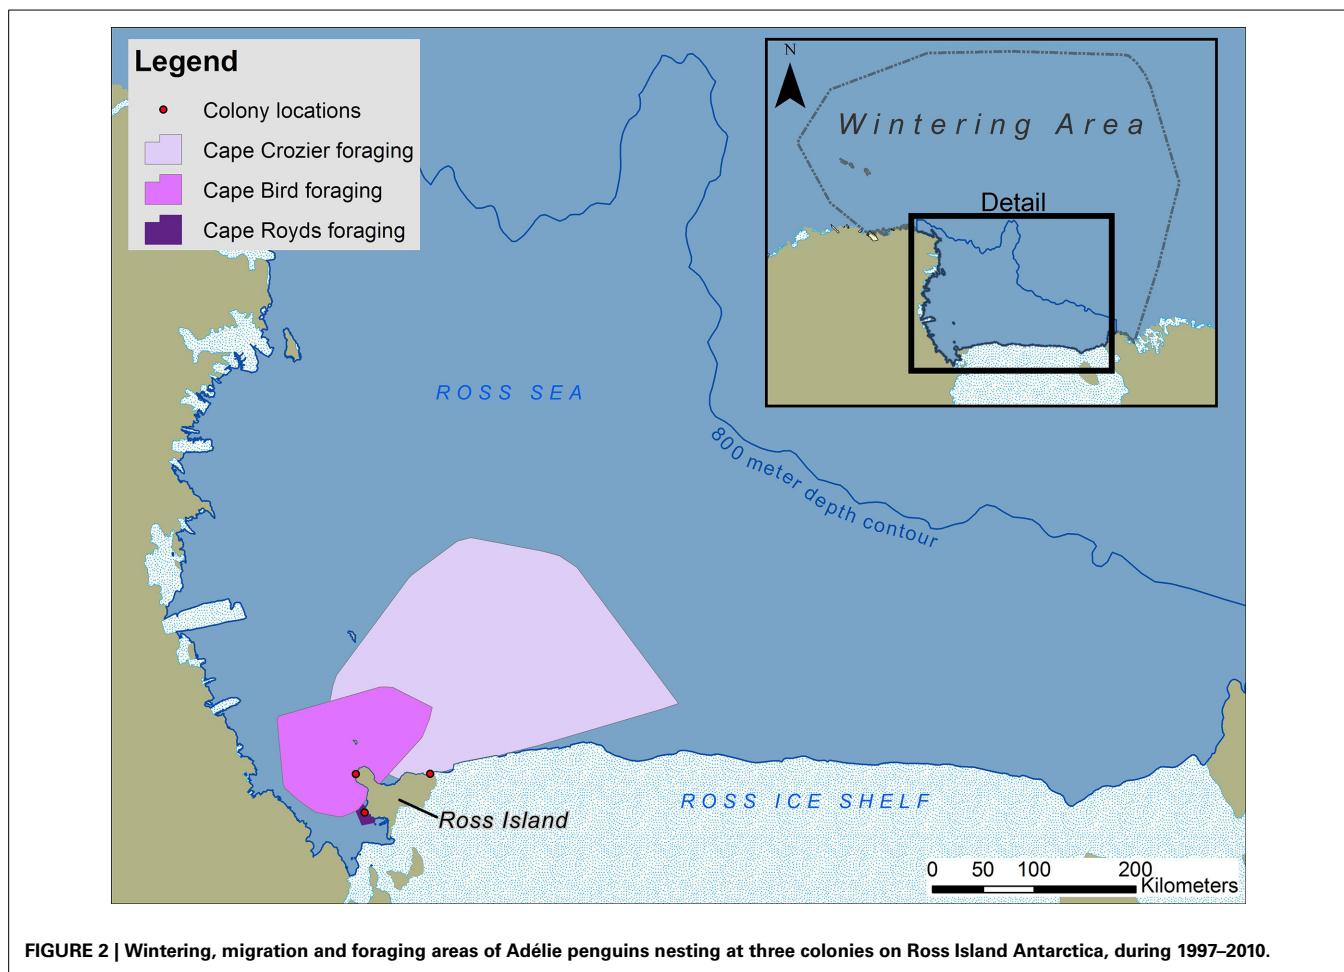 Legend
Colony locations
Cape Crozier foraging
Cape Bird foraging
Cape Royds foraging
N
Wintering Area
Detail
ROSS SEA
800 meter depth contour
ROSS ICE SHELF
Ross Island
0 50 100 200
Kilometers
FIGURE 2 | Wintering, migration and foraging areas of Adélie penguins nesting at three colonies on Ross Island Antarctica, during 1997–2010.